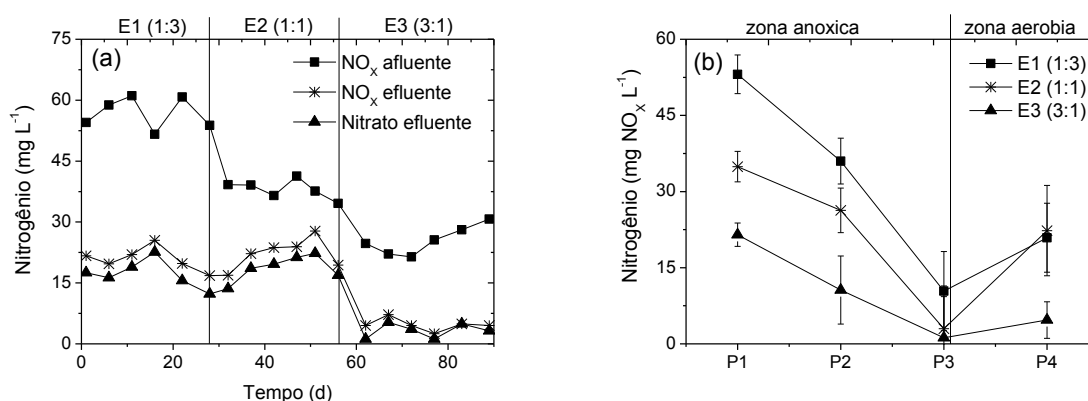 E1 (1:3) E2 (1:1) E3 (3:1)
(a)
NOX afluente
NOX efluente
Nitrato efluente
Nitrogênio (mg L-1)
75
60
45
30
15
0
0 20 40 60 80
Tempo (d)
zona anoxica zona aerobia
(b)
E1 (1:3)
E2 (1:1)
E3 (3:1)
Nitrogênio (mg NOX L-1)
60
45
30
15
0
P1 P2 P3 P4